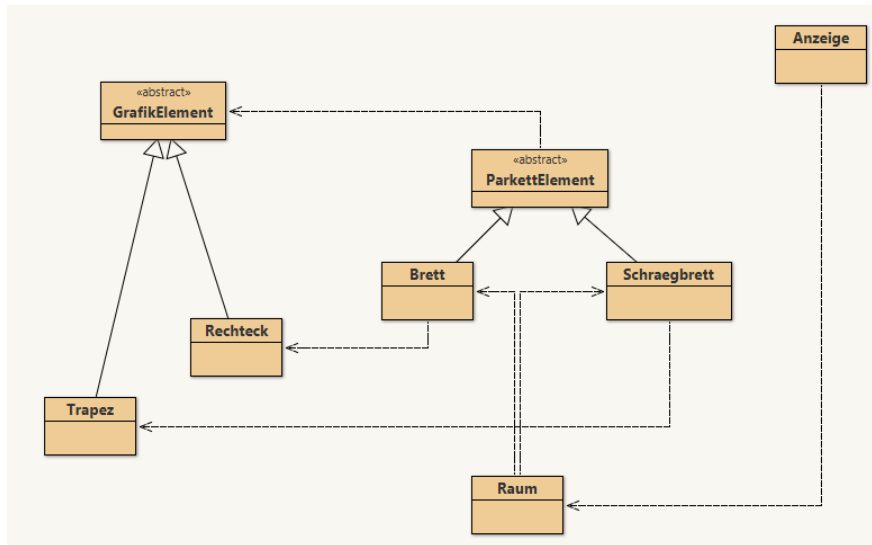 Anzeige
«abstract»
GrafikElement
«abstract»
ParkettElement
Brett
Schraegbrett
Rechteck
Trapez
Raum